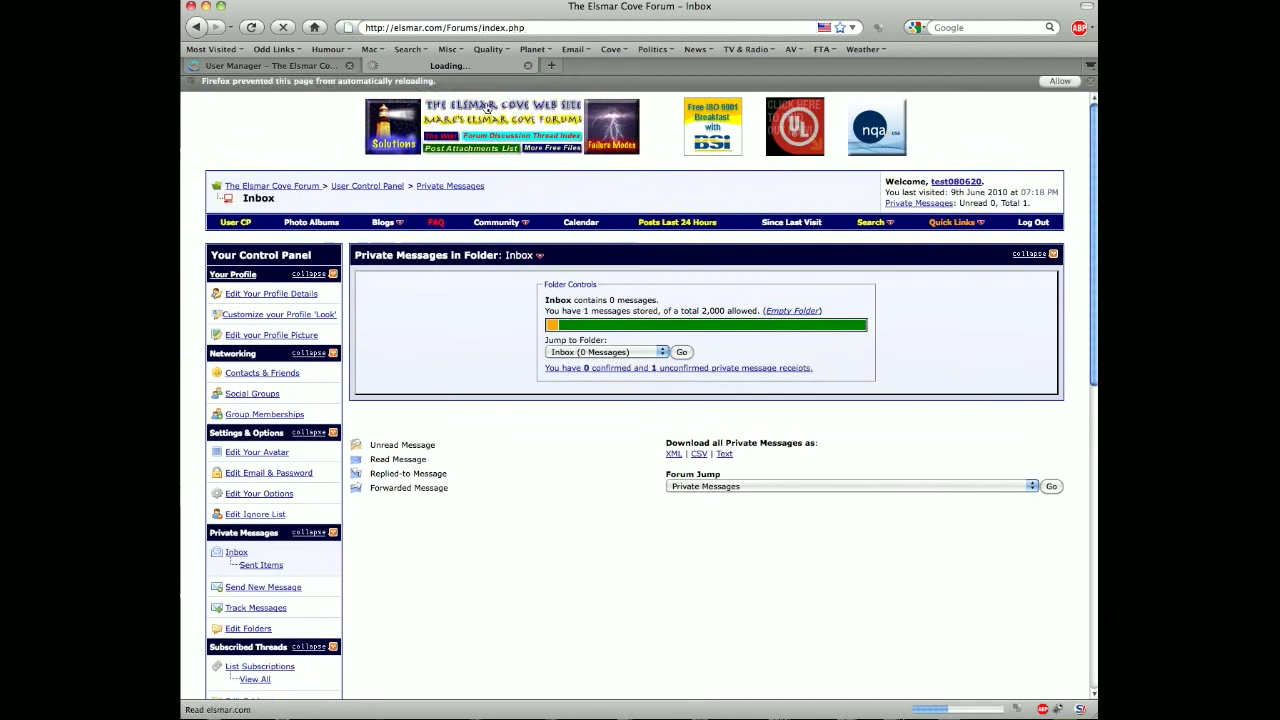 The Elsmar Cove Forum - Inbox
http://elsmar.com/Forums/index.php
Google
ABP
Most Visited Odd Links Humour Mac Search Misc Quality Planet Email Cove Politics News TV & Radio AV FTA Weather
User Manager – The Elsmar Co... Loading...
Firefox prevented this page from automatically reloading. Allow
THE ELSMAR COVE WEB SITE
MARC'S ELSMAR COVE FORUMS
The Wiki Forum Discussion Thread Index
Post Attachments List More Free Files
Solutions
Failure Modes
Free ISO 9001
Breakfast
with
BSi
CLICK HERE
UL
nqa
The Elsmar Cove Forum > User Control Panel > Private Messages
Inbox
Welcome, test080620.
You last visited: 9th June 2010 at 07:18 PM
Private Messages: Unread 0, Total 1.
User CP Photo Albums Blogs FAQ Community Calendar Posts Last 24 Hours Since Last Visit Search Quick Links Log Out
Your Control Panel
Your Profile collapse
Edit Your Profile Details
Customize your Profile 'Look'
Edit your Profile Picture
Networking collapse
Contacts & Friends
Social Groups
Group Memberships
Settings & Options collapse
Edit Your Avatar
Edit Email & Password
Edit Your Options
Edit Ignore List
Private Messages collapse
Inbox
Sent Items
Send New Message
Track Messages
Edit Folders
Subscribed Threads collapse
List Subscriptions
View All
Private Messages in Folder: Inbox collapse
Folder Controls
Inbox contains 0 messages.
You have 1 messages stored, of a total 2,000 allowed. (Empty Folder)
Jump to Folder:
Inbox (0 Messages) Go
You have 0 confirmed and 1 unconfirmed private message receipts.
Unread Message
Read Message
Replied-to Message
Forwarded Message
Download all Private Messages as:
XML | CSV | Text
Forum Jump
Private Messages Go
Read elsmar.com
ABP